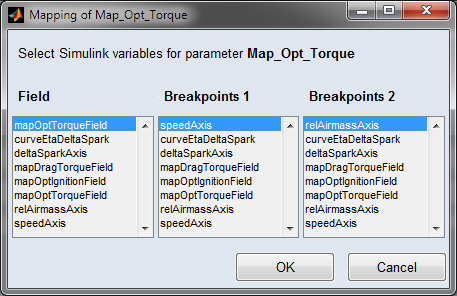 Mapping of Map_Opt_Torque
Select Simulink variables for parameter Map_Opt_Torque
Field
mapOptTorqueField
curveEtaDeltaSpark
deltaSparkAxis
mapDragTorqueField
mapOptIgnitionField
mapOptTorqueField
relAirmassAxis
speedAxis
Breakpoints 1
speedAxis
curveEtaDeltaSpark
deltaSparkAxis
mapDragTorqueField
mapOptIgnitionField
mapOptTorqueField
relAirmassAxis
speedAxis
Breakpoints 2
relAirmassAxis
curveEtaDeltaSpark
deltaSparkAxis
mapDragTorqueField
mapOptIgnitionField
mapOptTorqueField
relAirmassAxis
speedAxis
OK
Cancel